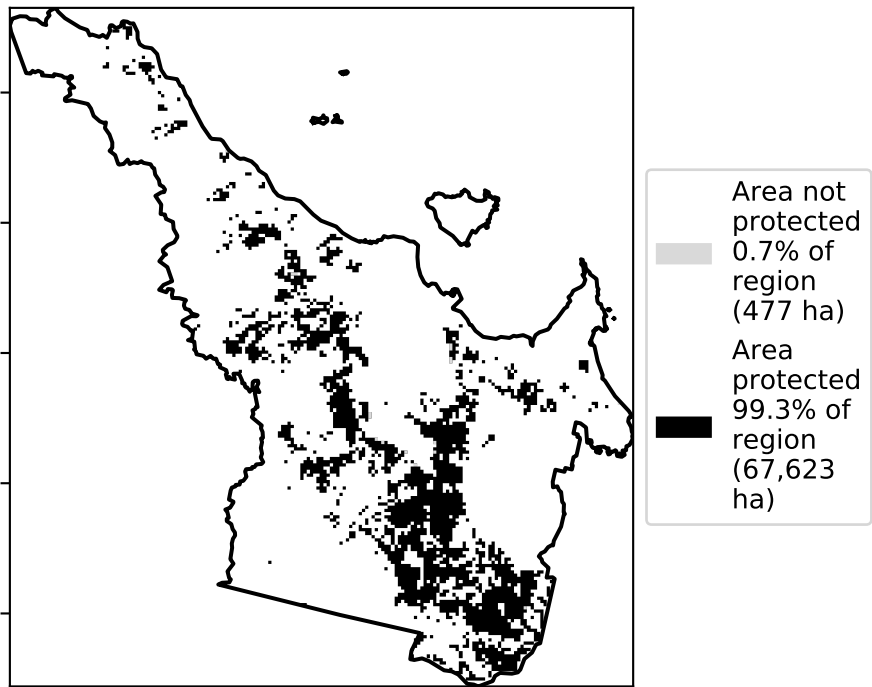 Area not
protected
0.7% of
region
(477 ha)
Area
protected
99.3% of
region
(67,623
ha)